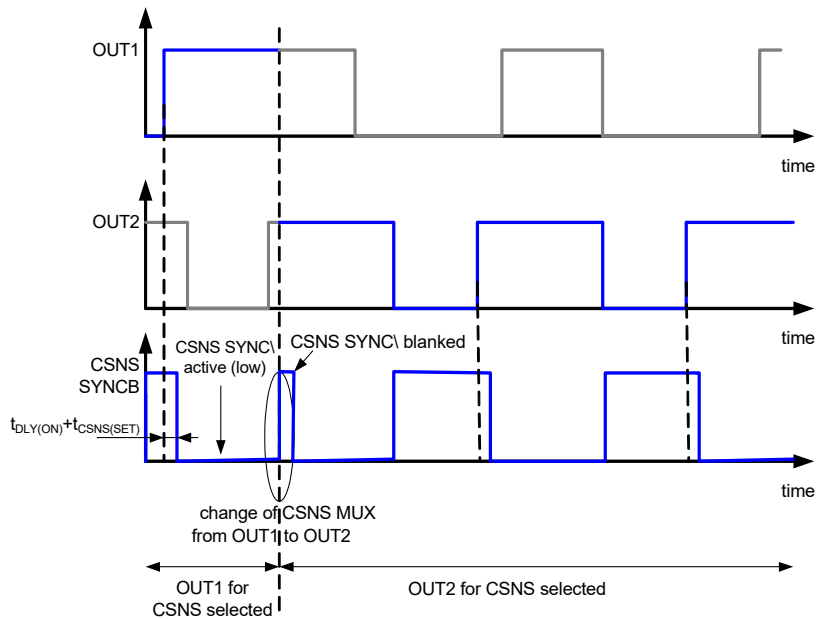 OUT1
time
OUT2
time
CSNS SYNC\
active (low)
CSNS SYNC\ blanked
CSNS
SYNCB
tDLY(ON)+tCSNS(SET)
time
change of CSNS MUX
from OUT1 to OUT2
OUT1 for
CSNS selected
OUT2 for CSNS selected